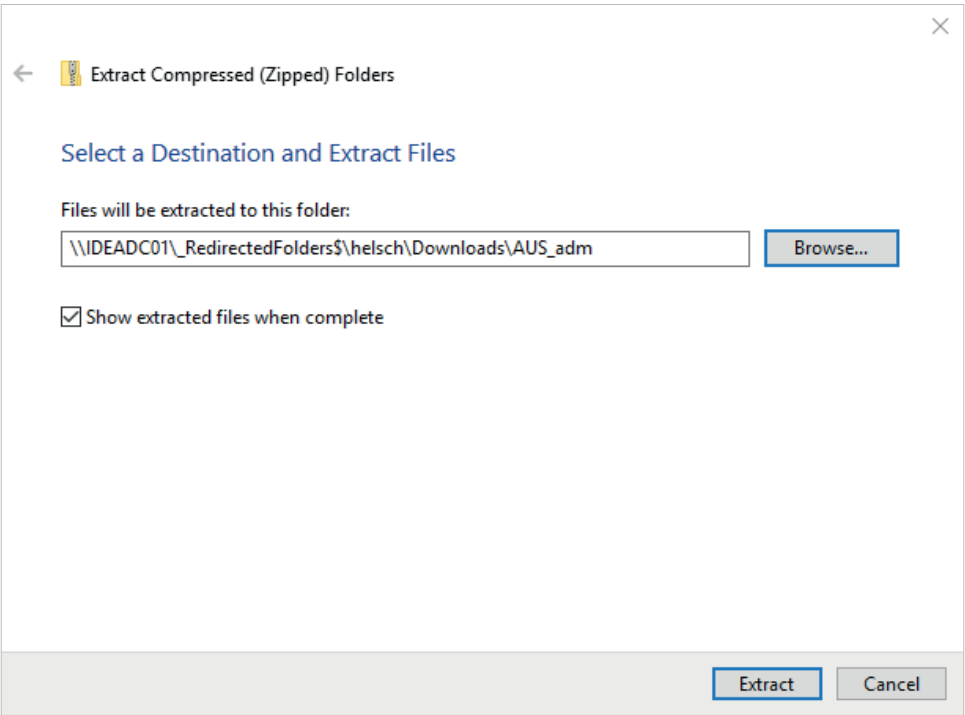 Extract Compressed (Zipped) Folders
Select a Destination and Extract Files
Files will be extracted to this folder:
\\IDEADC01\_RedirectedFolders$\helsch\Downloads\AUS_adm
Browse...
Show extracted files when complete
Extract
Cancel